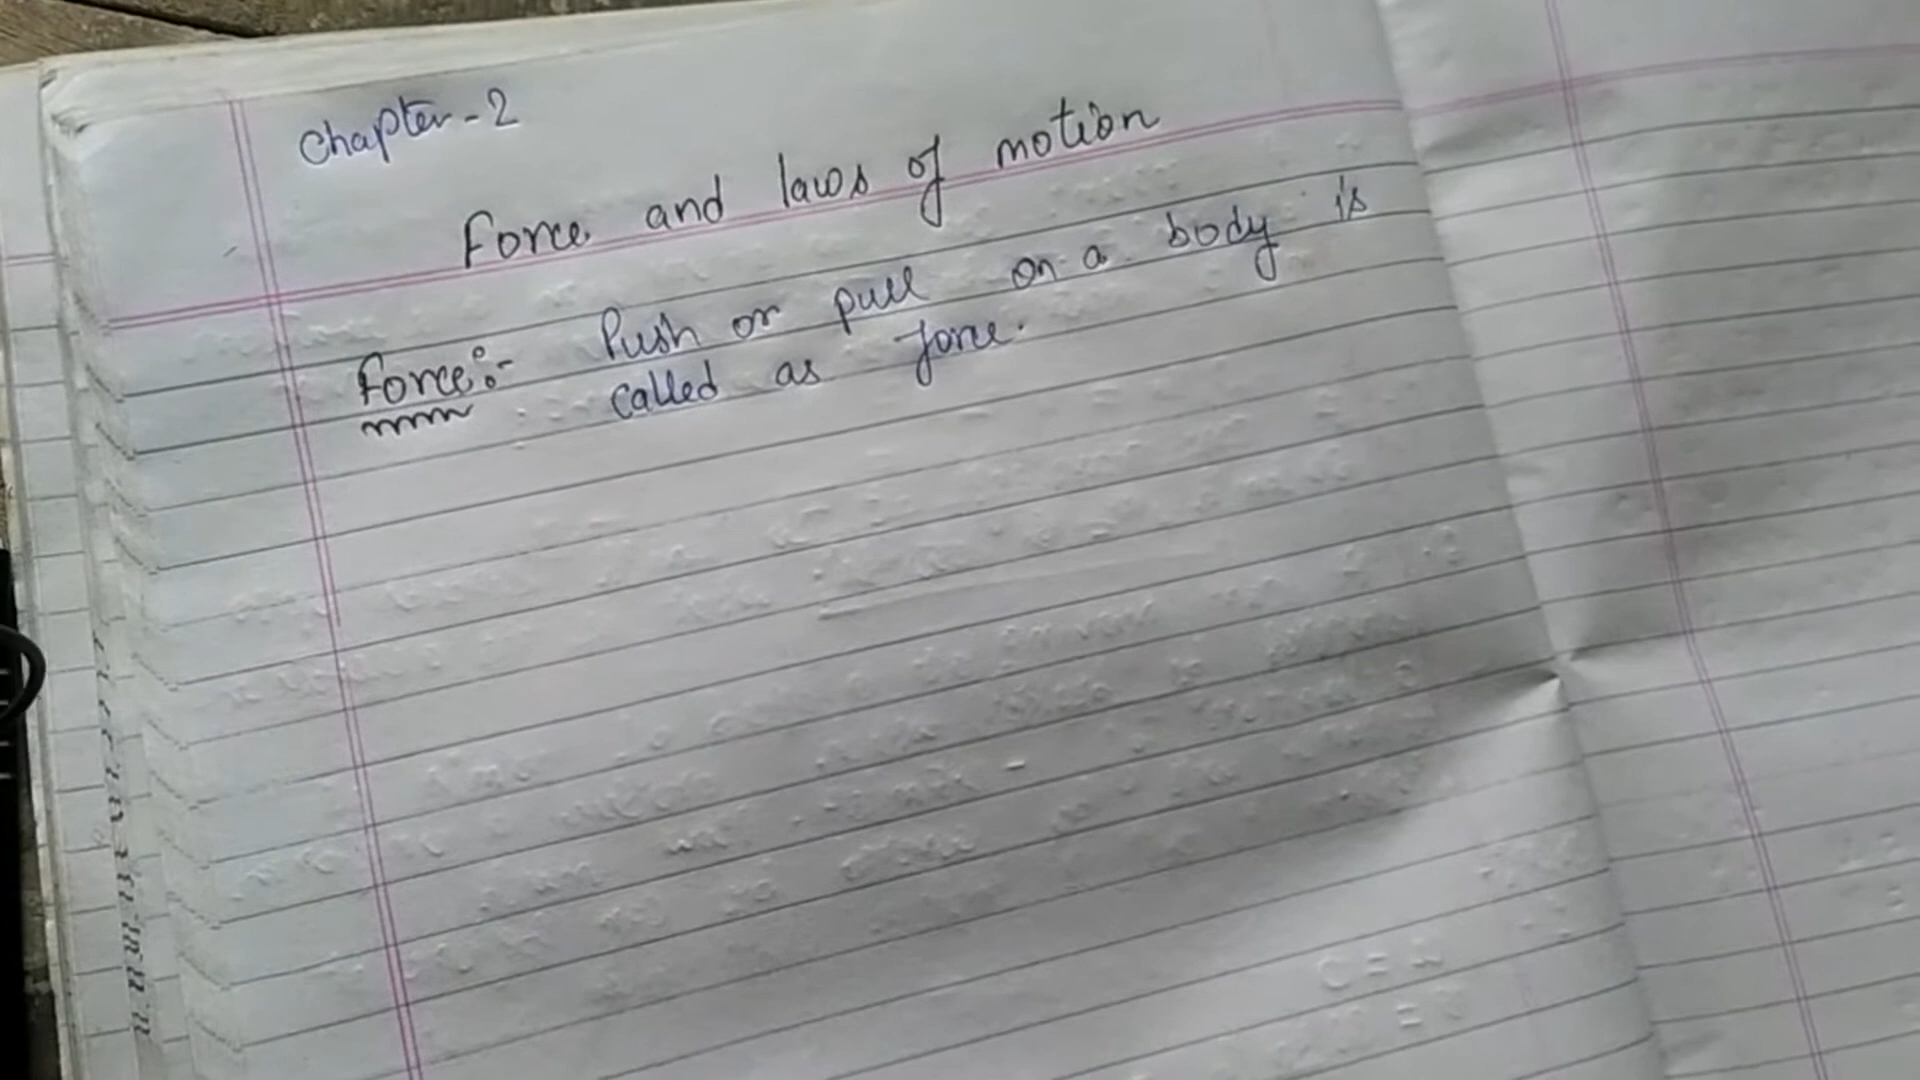 Chapter-2
Force and laws of motion
Force:- Push or pull on a body is
called as force.